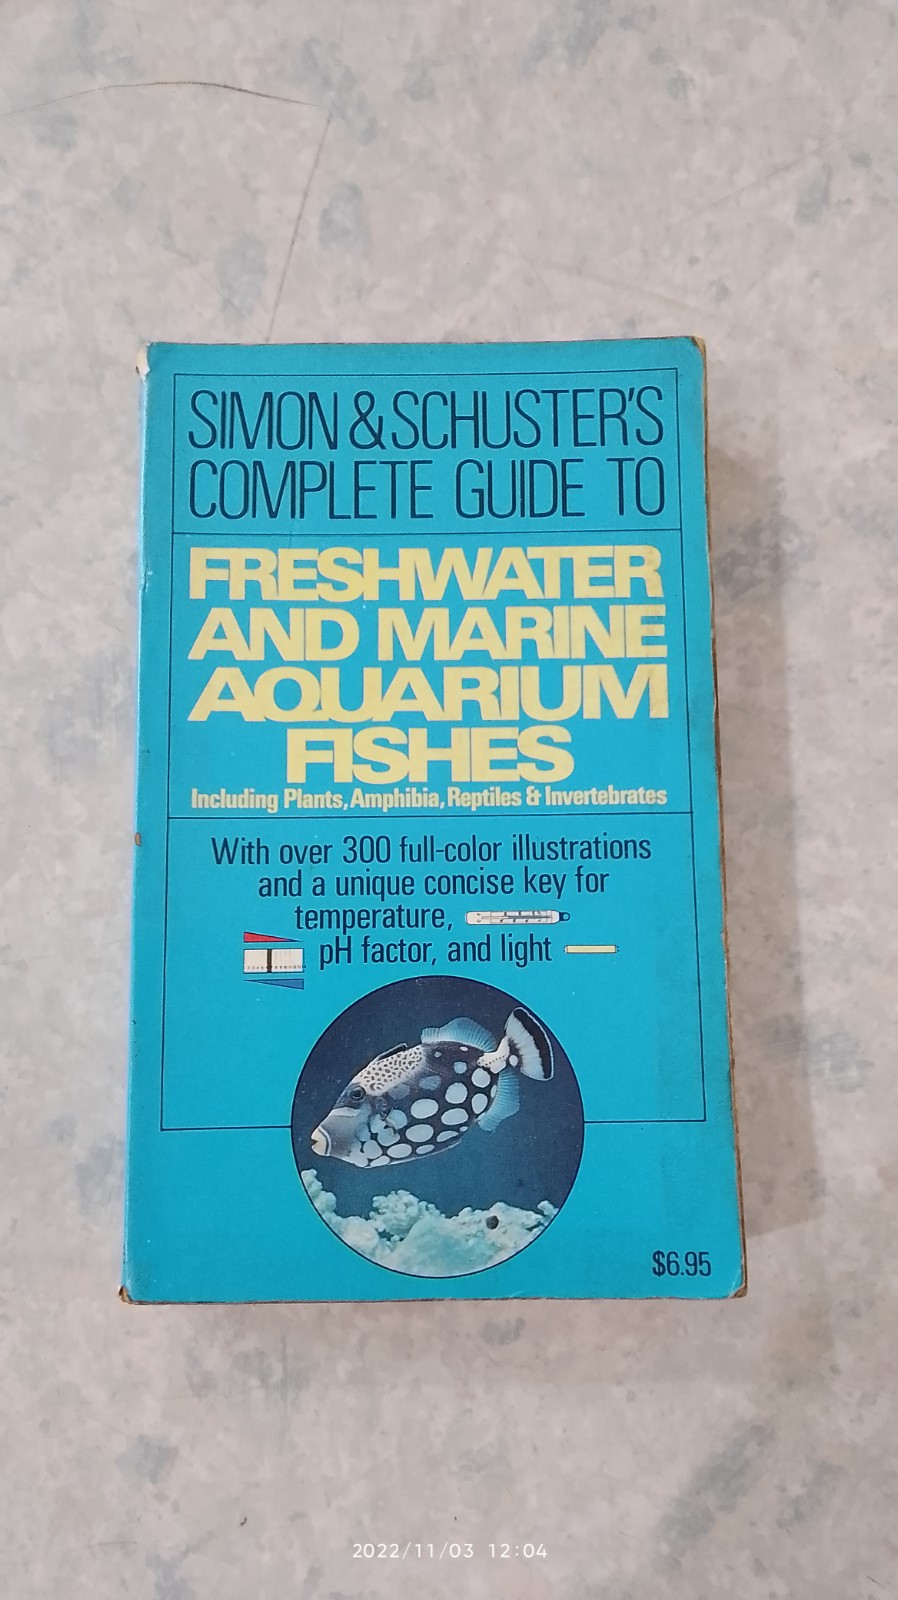 SIMON & SCHUSTER'S
COMPLETE GUIDE TO
FRESHWATER
AND MARINE
AQUARIUM
FISHES
Including Plants, Amphibia, Reptiles & Invertebrates
With over 300 full-color illustrations
and a unique concise key for
temperature,
pH factor, and light
$6.95
2022/11/03 12:04